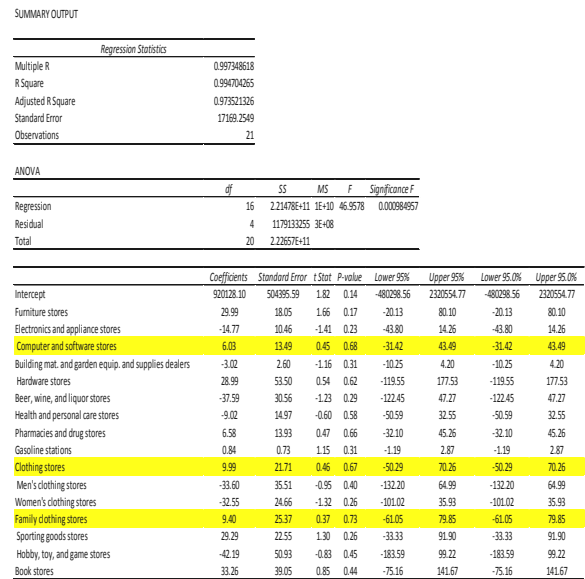 SUMMARY OUTPUT
Regression Statistics
Multiple R 0.997348618
R Square 0.994704265
Adjusted R Square 0.973521326
Standard Error 17169.2549
Observations 21
ANOVA
df SS MS F Significance F
Regression 16 2.21478E+11 1E+10 46.9578 0.000984957
Residual 4 1179133255 3E+08
Total 20 2.22657E+11
Coefficients Standard Error t Stat P-value Lower 95% Upper 95% Lower 95.0% Upper 95.0%
Intercept 920128.10 504395.59 1.82 0.14 -480298.56 2320554.77 -480298.56 2320554.77
Furniture stores 29.99 18.05 1.66 0.17 -20.13 80.10 -20.13 80.10
Electronics and appliance stores -14.77 10.46 -1.41 0.23 -43.80 14.26 -43.80 14.26
Computer and software stores 6.03 13.49 0.45 0.68 -31.42 43.49 -31.42 43.49
Building mat. and garden equip. and supplies dealers -3.02 2.60 -1.16 0.31 -10.25 4.20 -10.25 4.20
Hardware stores 28.99 53.50 0.54 0.62 -119.55 177.53 -119.55 177.53
Beer, wine, and liquor stores -37.59 30.56 -1.23 0.29 -122.45 47.27 -122.45 47.27
Health and personal care stores -9.02 14.97 -0.60 0.58 -50.59 32.55 -50.59 32.55
Pharmacies and drug stores 6.58 13.93 0.47 0.66 -32.10 45.26 -32.10 45.26
Gasoline stations 0.84 0.73 1.15 0.31 -1.19 2.87 -1.19 2.87
Clothing stores 9.99 21.71 0.46 0.67 -50.29 70.26 -50.29 70.26
Men's clothing stores -33.60 35.51 -0.95 0.40 -132.20 64.99 -132.20 64.99
Women's clothing stores -32.55 24.66 -1.32 0.26 -101.02 35.93 -101.02 35.93
Family clothing stores 9.40 25.37 0.37 0.73 -61.05 79.85 -61.05 79.85
Sporting goods stores 29.29 22.55 1.30 0.26 -33.33 91.90 -33.33 91.90
Hobby, toy, and game stores -42.19 50.93 -0.83 0.45 -183.59 99.22 -183.59 99.22
Book stores 33.26 39.05 0.85 0.44 -75.16 141.67 -75.16 141.67